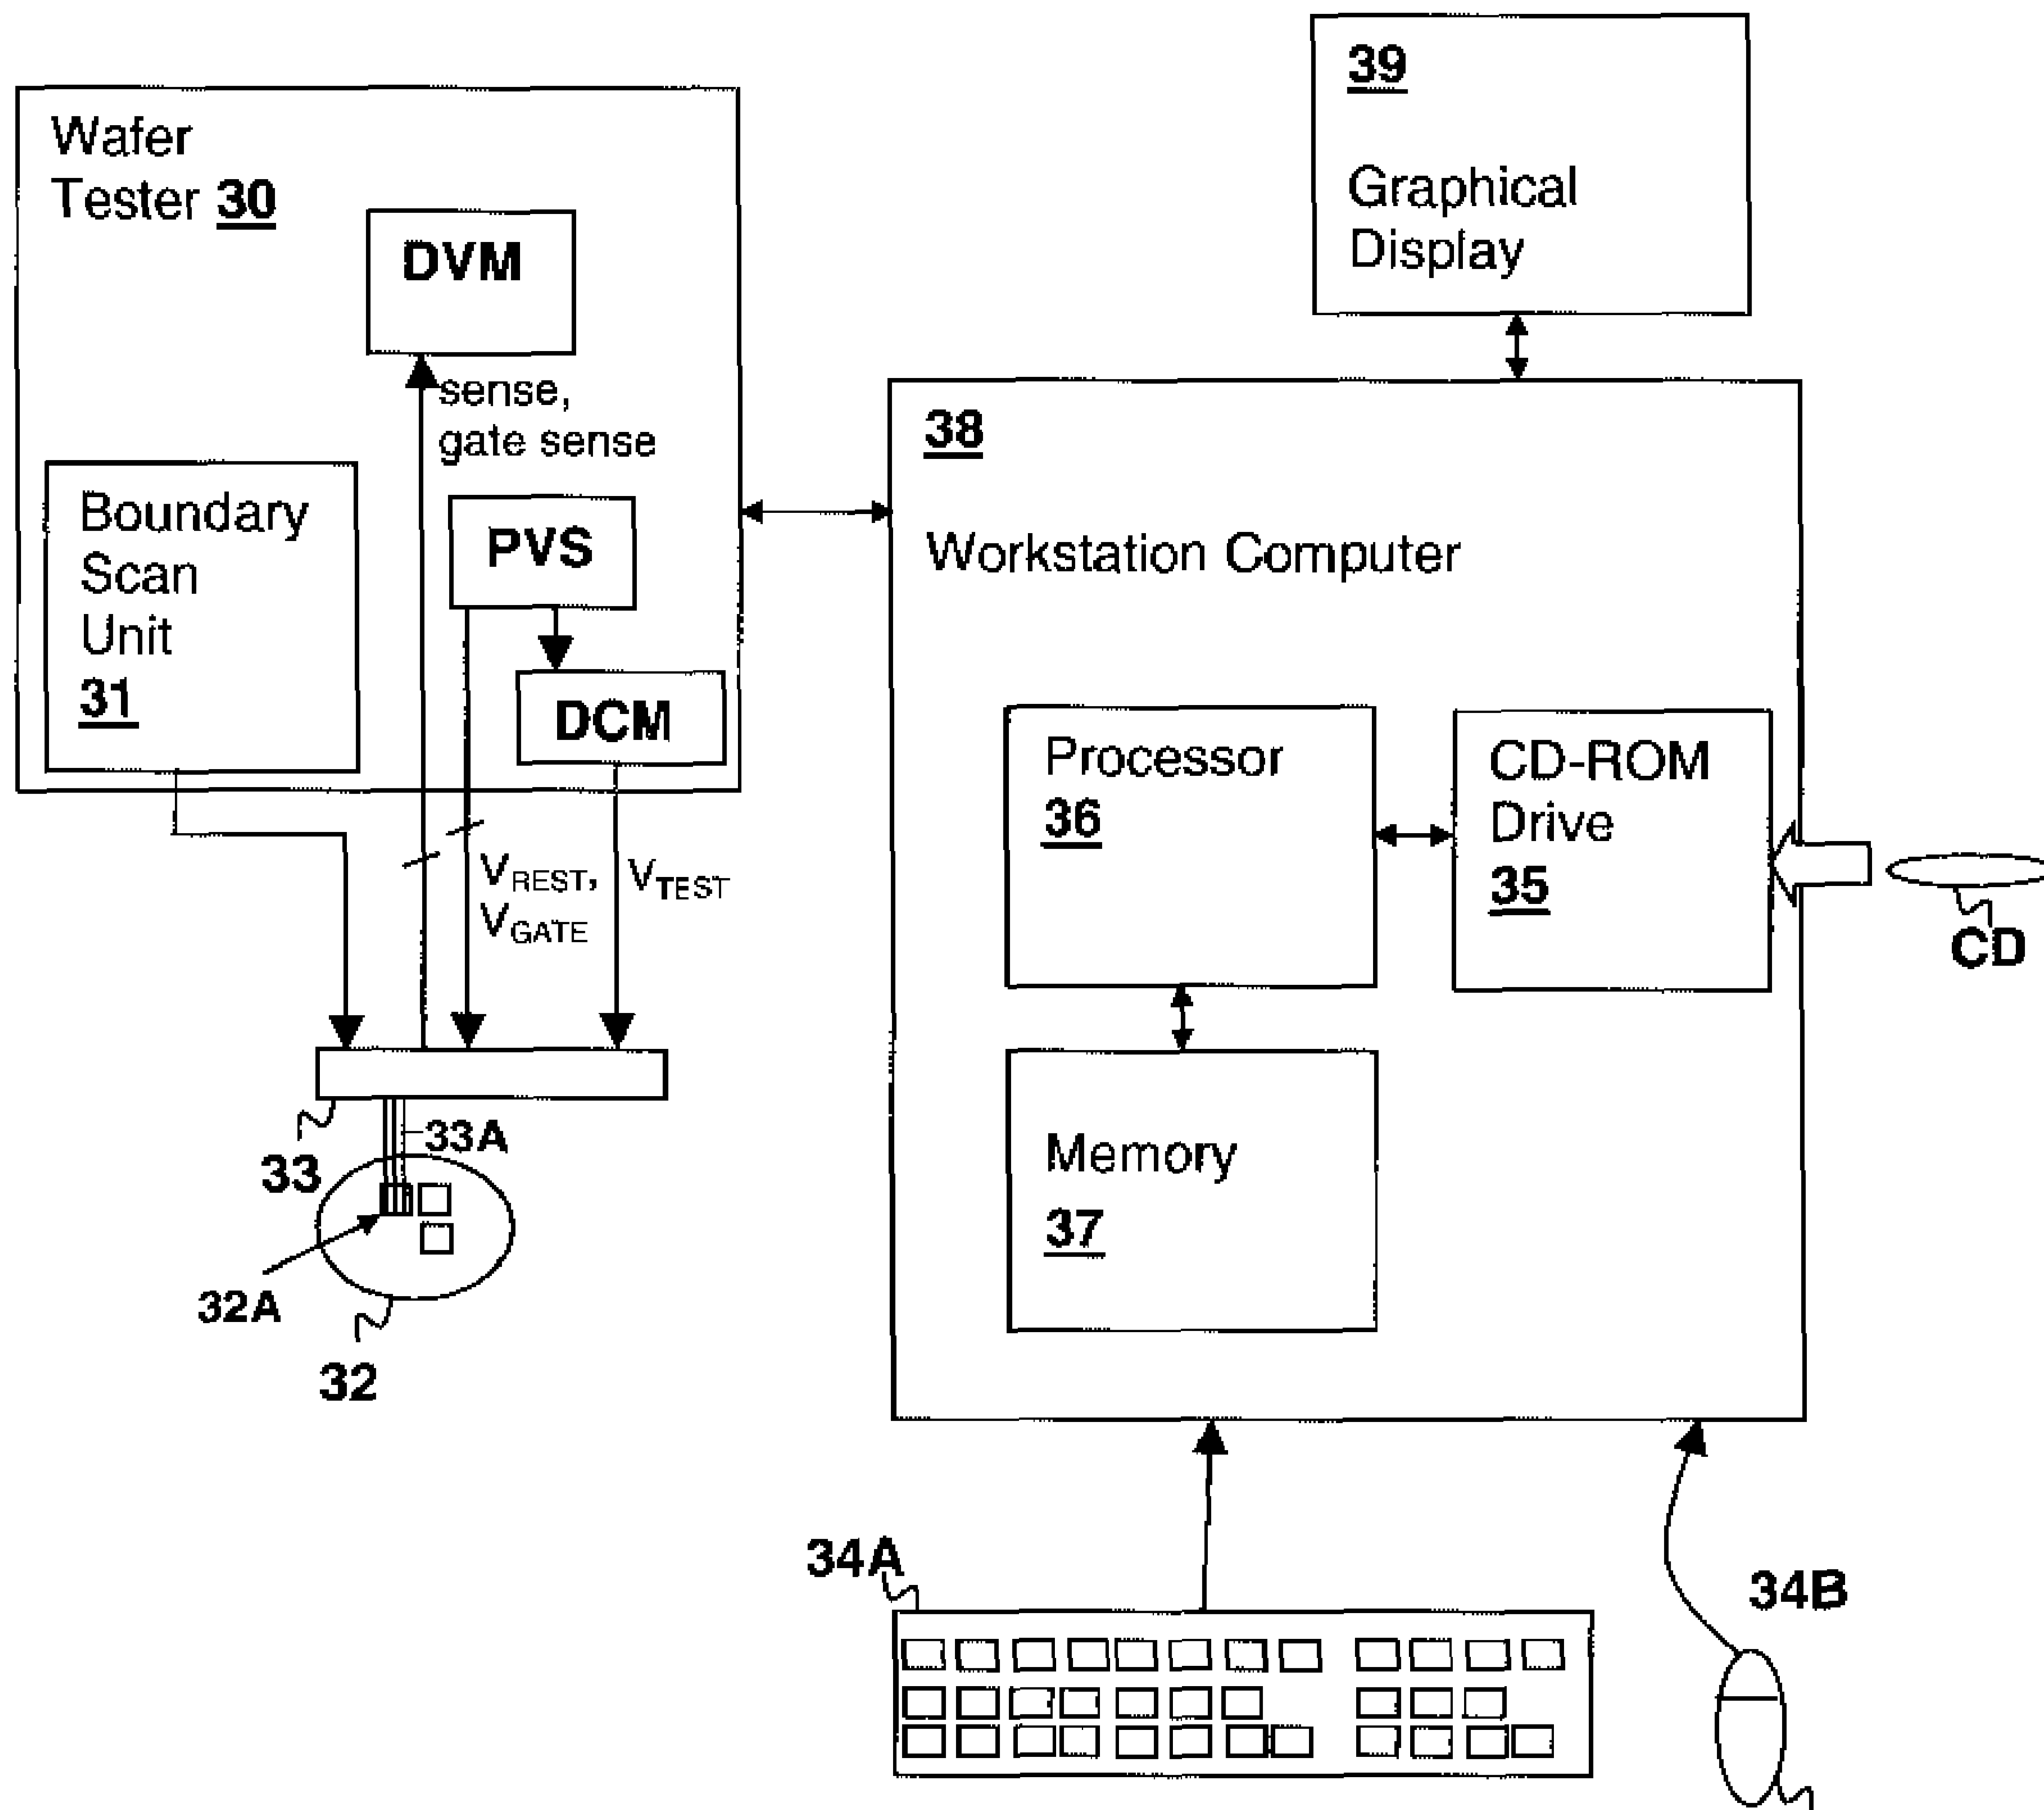 Wafer
Tester 30
DVM
sense,
gate sense
Boundary
Scan
Unit
31
PVS
DCM
VREST,
VGATE
VTEST
33
33A
32A
32
39
Graphical
Display
38
Workstation Computer
Processor
36
CD-ROM
Drive
35
CD
Memory
37
34A
34B